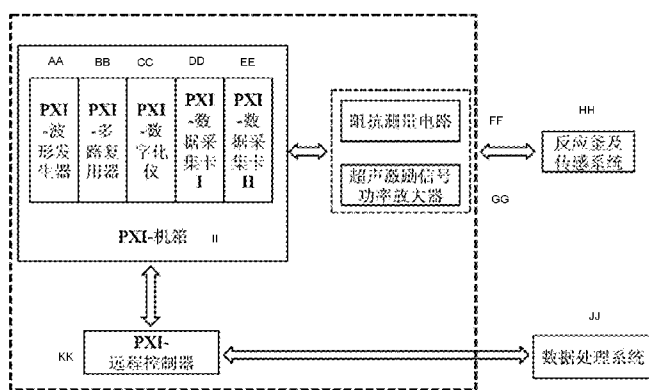 AA BB CC DD EE
PXI
-波形发生器
PXI
-多路复用器
PXI
-数字化仪
PXI
-数据采集卡
I
PXI
-数据采集卡
II
PXI-机箱 II
阻抗测量电路
超声激励信号
功率放大器
FF
GG
HH
反应釜及
传感系统
KK
PXI-
远程控制器
JJ
数据处理系统